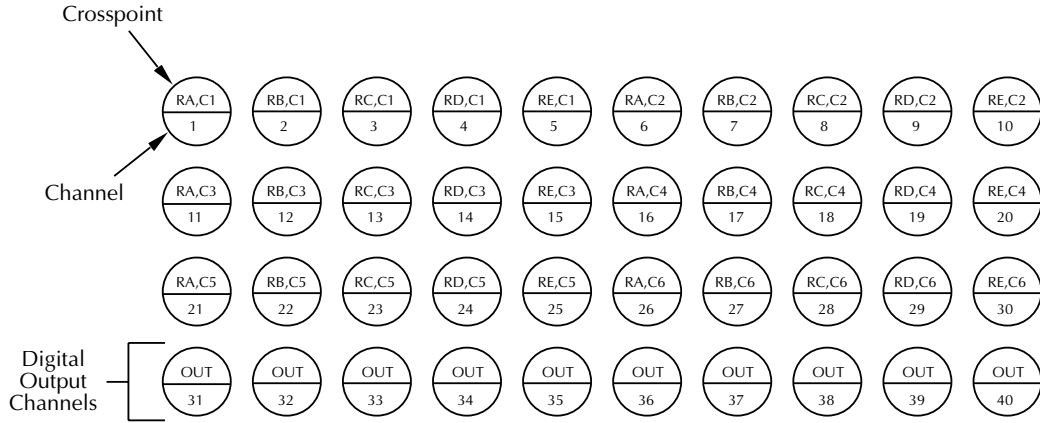 Crosspoint
RA,C1 RB,C1 RC,C1 RD,C1 RE,C1 RA,C2 RB,C2 RC,C2 RD,C2 RE,C2
1 2 3 4 5 6 7 8 9 10
Channel
RA,C3 RB,C3 RC,C3 RD,C3 RE,C3 RA,C4 RB,C4 RC,C4 RD,C4 RE,C4
11 12 13 14 15 16 17 18 19 20
RA,C5 RB,C5 RC,C5 RD,C5 RE,C5 RA,C6 RB,C6 RC,C6 RD,C6 RE,C6
21 22 23 24 25 26 27 28 29 30
Digital
Output
Channels
OUT OUT OUT OUT OUT OUT OUT OUT OUT OUT
31 32 33 34 35 36 37 38 39 40